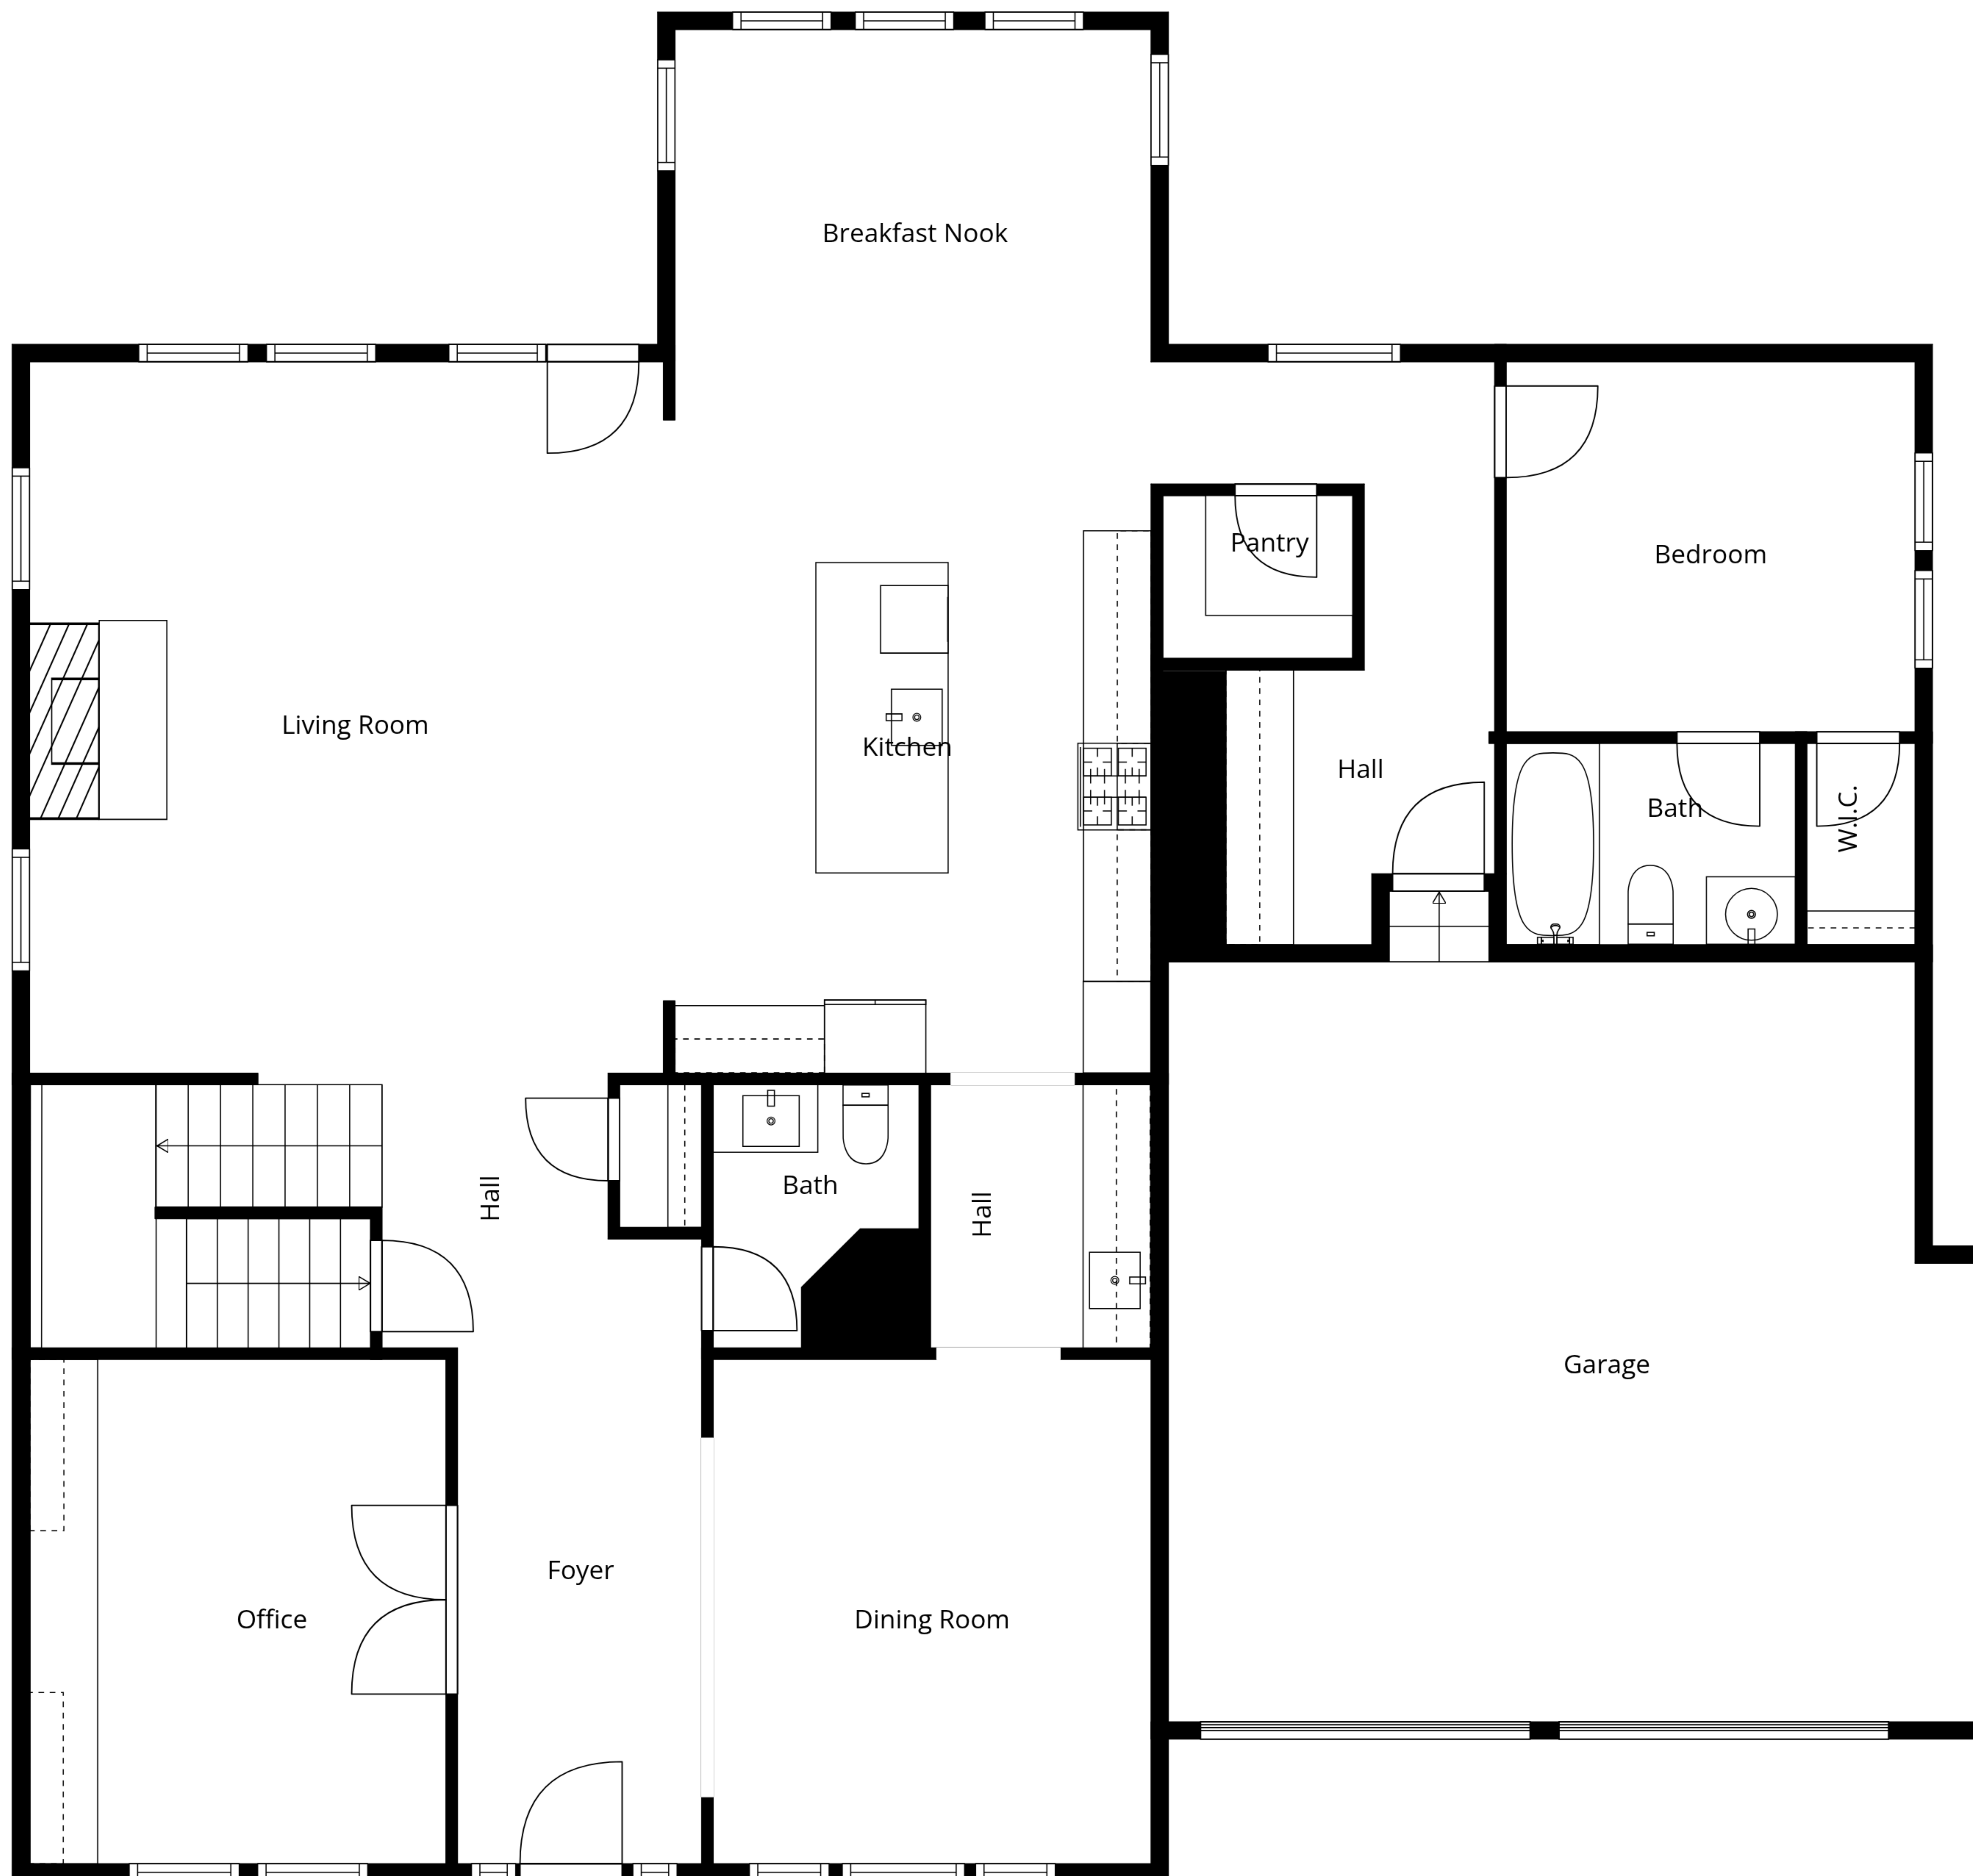 Breakfast Nook
Pantry
Bedroom
Living Room
Kitchen
Hall
Bath
W.I.C.
Hall
Bath
Hall
Garage
Foyer
Office
Dining Room